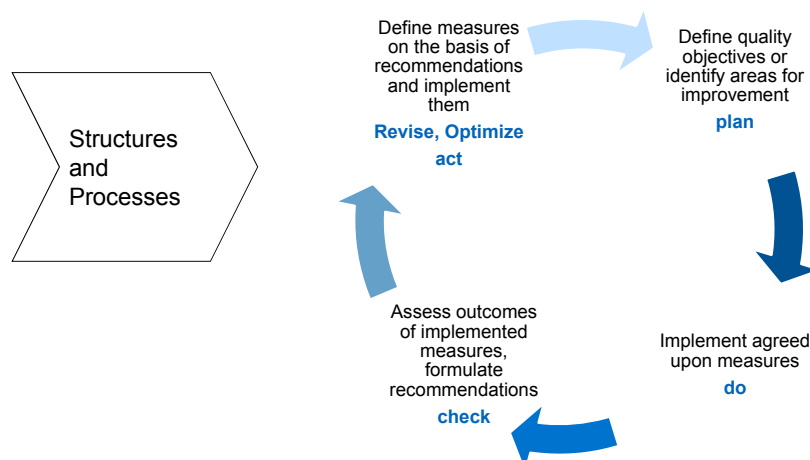 Structures
and
Processes
Define measures
on the basis of
recommendations
and implement
them
Revise, Optimize
act
Define quality
objectives or
identify areas for
improvement
plan
Implement agreed
upon measures
do
Assess outcomes
of implemented
measures,
formulate
recommendations
check